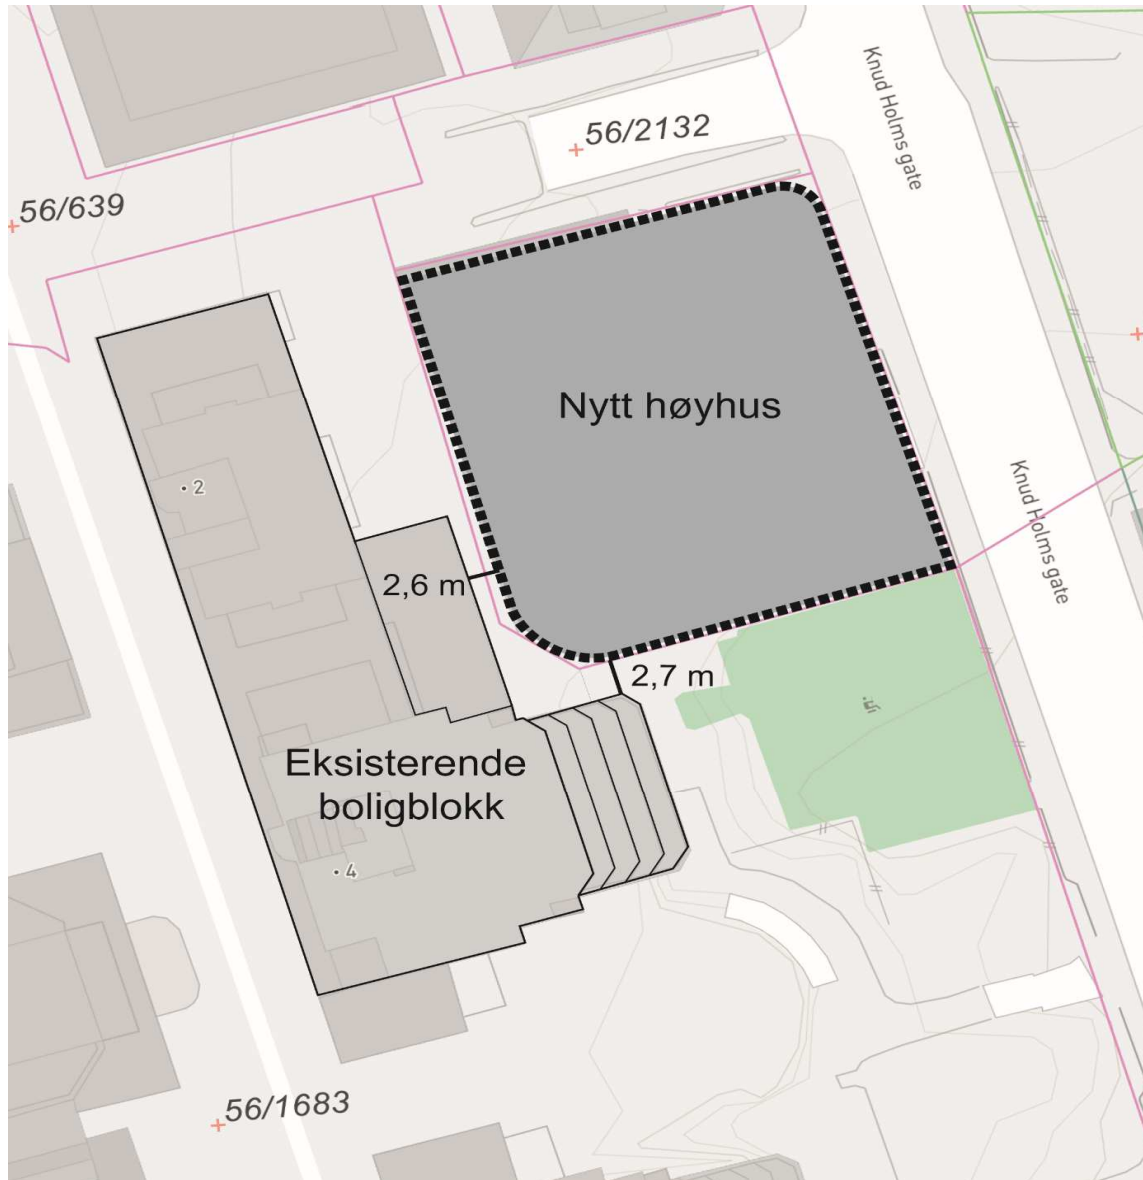 Knud Holms gate
56/2132
56/639
Nytt høyhus
2
Knud Holms gate
2,6 m
2,7 m
Eksisterende
boligblokk
4
56/1683